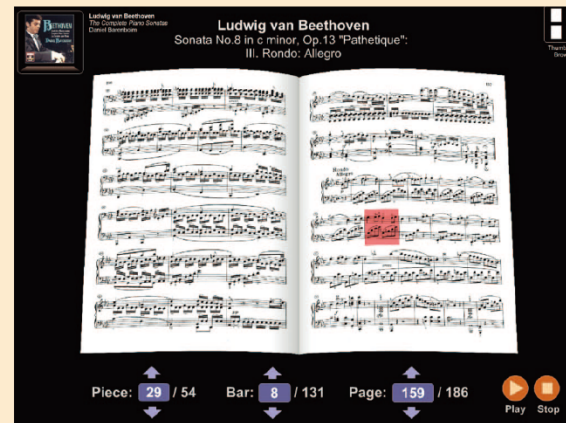 Ludwig van Beethoven
The Complete Piano Sonatas
Daniel Barenboim
BEETHOVEN
Ludwig van Beethoven
Sonata No.8 in c minor, Op.13 "Pathetique":
III. Rondo: Allegro
Rondo
Allegro
Piece: 29 / 54
Bar: 8 / 131
Page: 159 / 186
Play
Stop